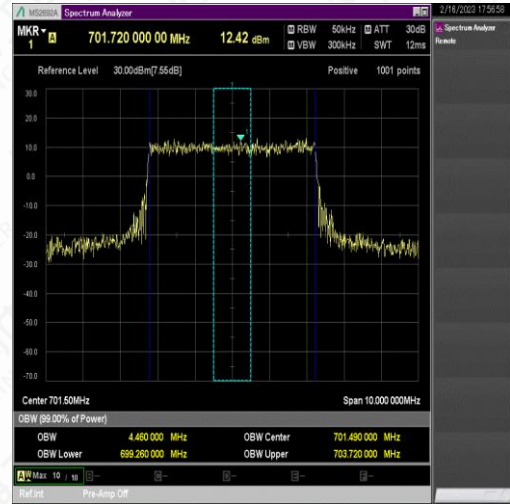 MS2692A Spectrum Analyzer 2/16/2023 17:56:58
MKR 1 A 701.720 000 00 MHz 12.42 dBm M RBW 50kHz M ATT 30dB
M VBW 300kHz SWT 12ms
Spectrum Analyzer
Remote
Reference Level 30.00dBm[7.55dB] Positive 1001 points
30.0
20.0
10.0
0.0
-10.0
-20.0
-30.0
-40.0
-50.0
-60.0
-70.0
1
Center 701.50MHz Span 10.000 000MHz
OBW (99.00% of Power)
OBW 4.460 000 MHz OBW Center 701.490 000 MHz
OBW Lower 699.260 000 MHz OBW Upper 703.720 000 MHz
A W Max 10 / 10
Ref.Int Pre-Amp Off